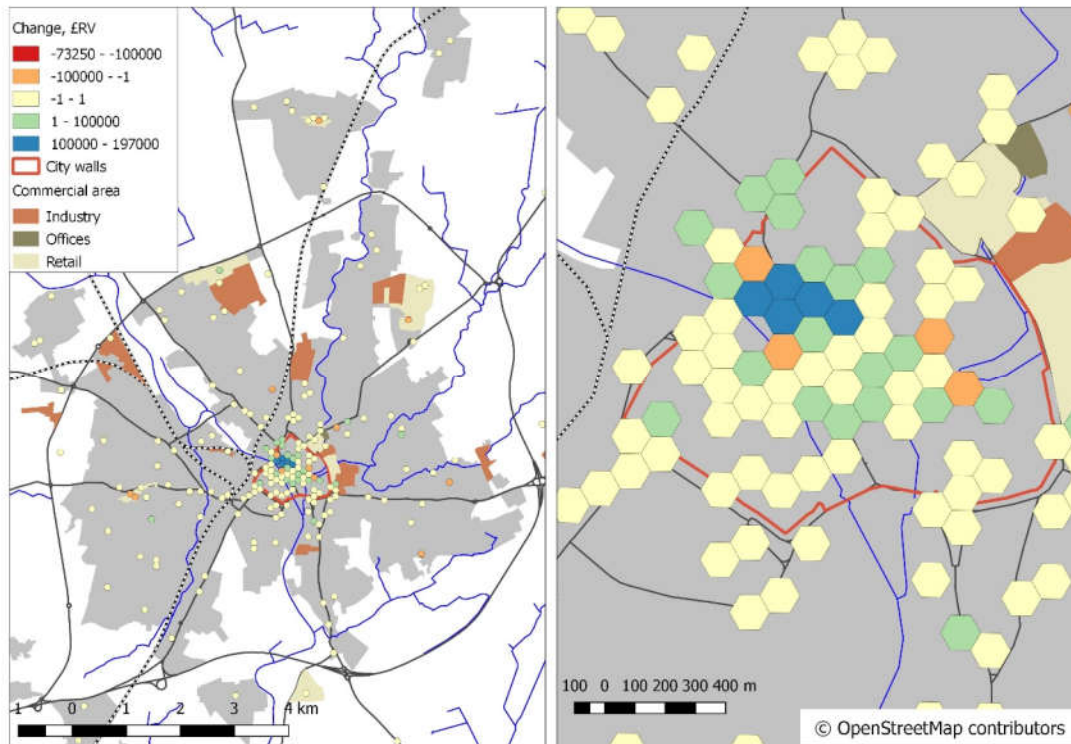 Change, £RV
-73250 - -100000
-100000 - -1
-1 - 1
1 - 100000
100000 - 197000
City walls
Commercial area
Industry
Offices
Retail
1 0 1 2 3 4 km
100 0 100 200 300 400 m
© OpenStreetMap contributors